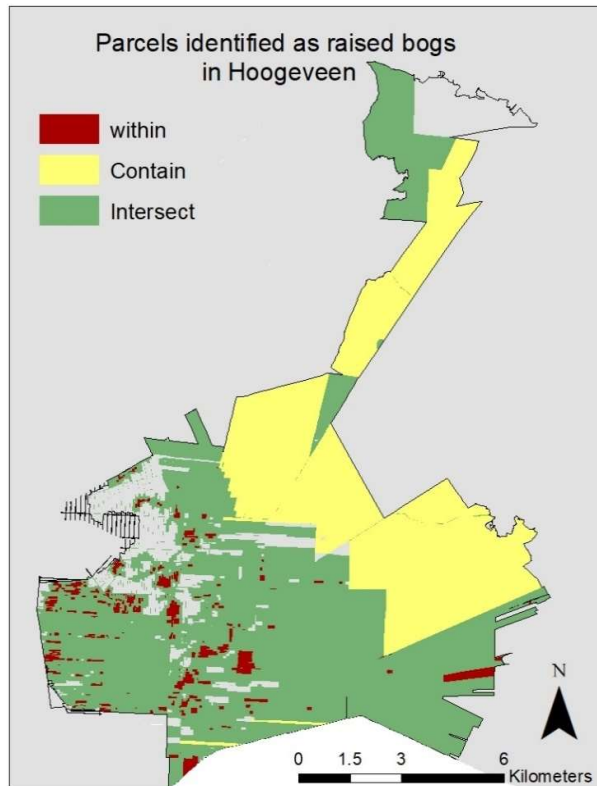 Parcels identified as raised bogs
in Hoogeveen
within
Contain
Intersect
N
0 1.5 3 6
Kilometers